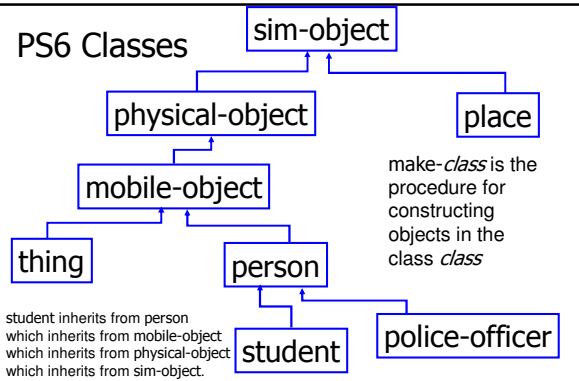 PS6 Classes
sim-object
physical-object
place
mobile-object
make-class is the
procedure for
constructing
objects in the
class class
thing
person
student inherits from person
which inherits from mobile-object
which inherits from physical-object
which inherits from sim-object.
student
police-officer